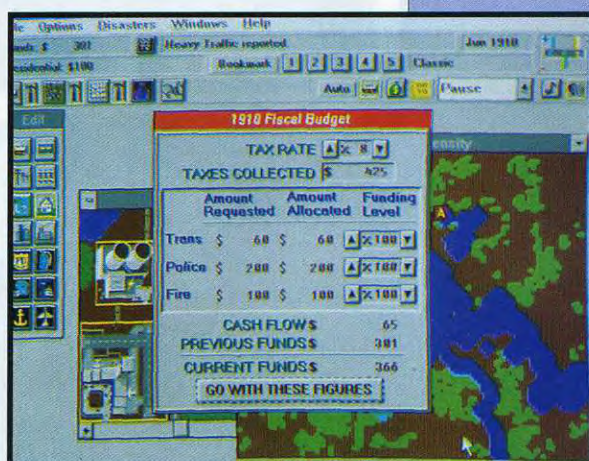 Options Disasters Windows Help
$ 301 Heavy Traffic reported Jun 1910
Residential: $100 Bookmark 1 2 3 4 5 Classic
Auto Pause
Edit
1910 Fiscal Budget
TAX RATE % 8
TAXES COLLECTED $ 425
Amount Requested Amount Allocated Funding Level
Trans $ 60 $ 60 % 100
Police $ 200 $ 200 % 100
Fire $ 100 $ 100 % 100
CASH FLOW $ 65
PREVIOUS FUNDS $ 301
CURRENT FUNDS $ 366
GO WITH THESE FIGURES